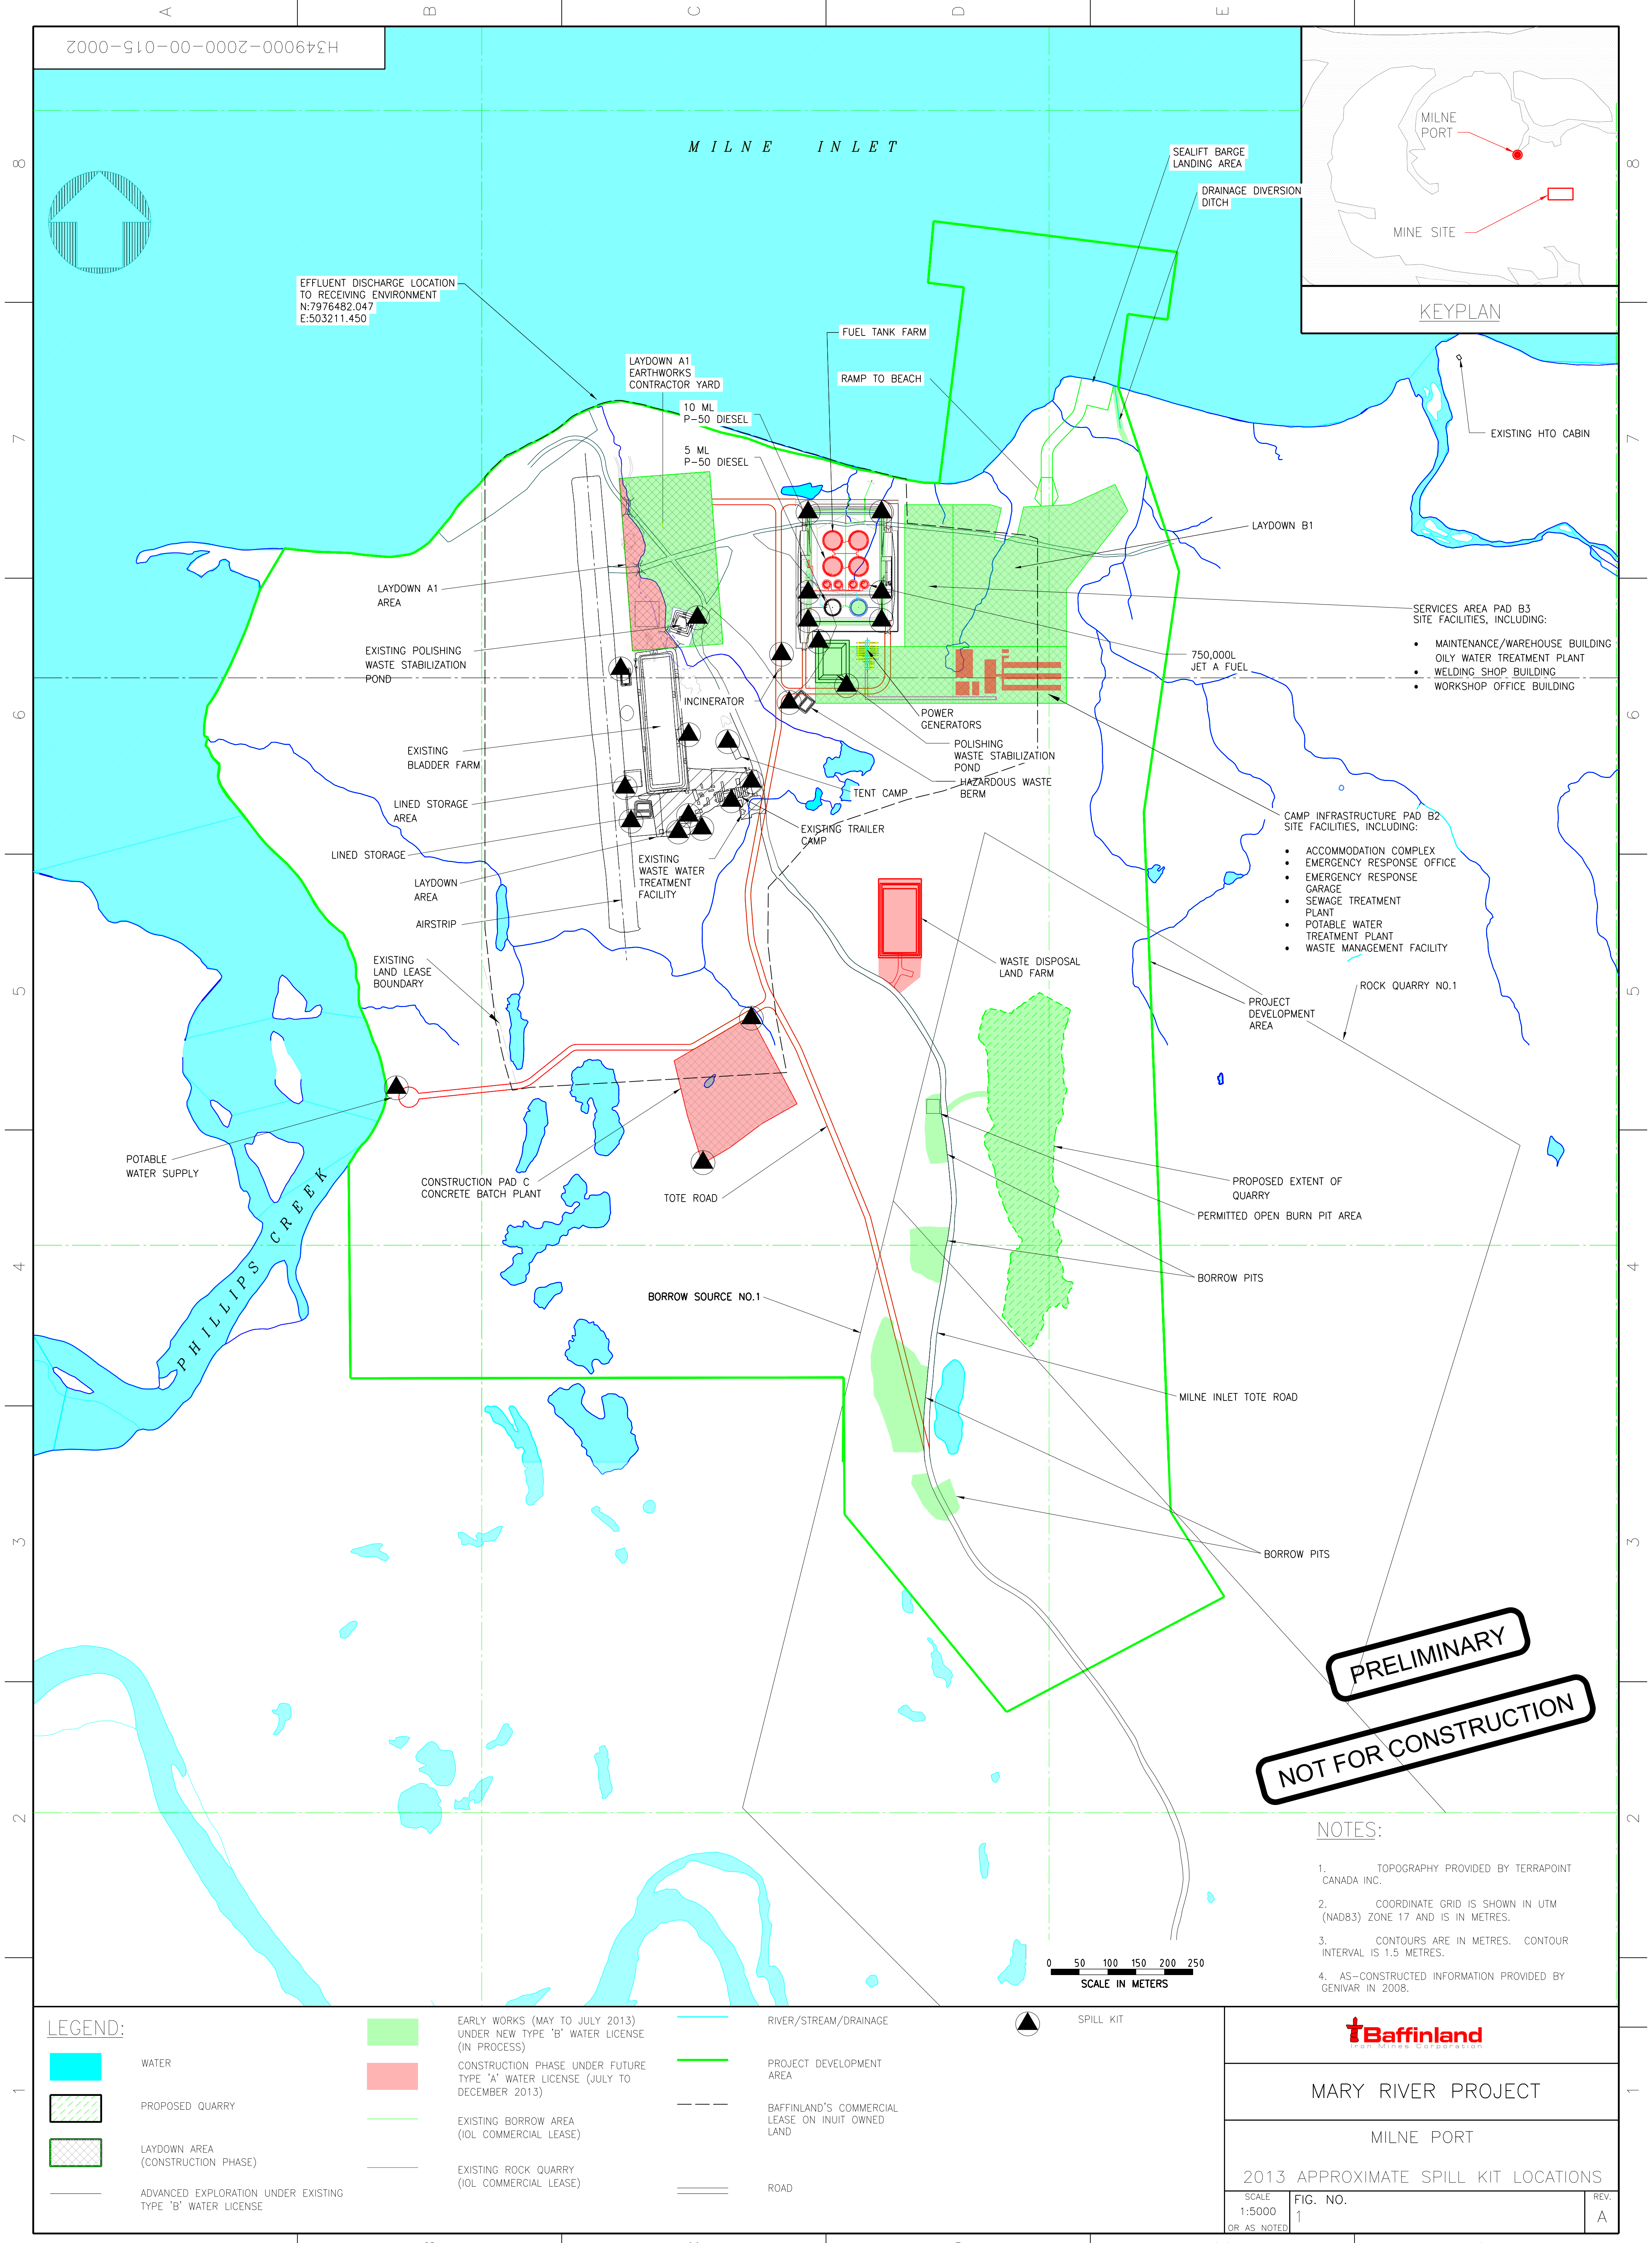 A
B
C
D
E
H349000-2000-00-015-0002
MILNE INLET
SEALIFT BARGE
LANDING AREA
DRAINAGE DIVERSION
DITCH
MILNE
PORT
MINE SITE
KEYPLAN
8
8
EFFLUENT DISCHARGE LOCATION
TO RECEIVING ENVIRONMENT
N:7976482.047
E:503211.450
FUEL TANK FARM
LAYDOWN A1
EARTHWORKS
CONTRACTOR YARD
RAMP TO BEACH
10 ML
P-50 DIESEL
5 ML
P-50 DIESEL
EXISTING HTO CABIN
7
7
LAYDOWN B1
LAYDOWN A1
AREA
SERVICES AREA PAD B3
SITE FACILITIES, INCLUDING:
• MAINTENANCE/WAREHOUSE BUILDING
OILY WATER TREATMENT PLANT
• WELDING SHOP BUILDING
• WORKSHOP OFFICE BUILDING
EXISTING POLISHING
WASTE STABILIZATION
POND
750,000L
JET A FUEL
INCINERATOR
POWER
GENERATORS
6
6
POLISHING
WASTE STABILIZATION
POND
EXISTING
BLADDER FARM
HAZARDOUS WASTE
BERM
TENT CAMP
LINED STORAGE
AREA
EXISTING TRAILER
CAMP
CAMP INFRASTRUCTURE PAD B2
SITE FACILITIES, INCLUDING:
• ACCOMMODATION COMPLEX
• EMERGENCY RESPONSE OFFICE
• EMERGENCY RESPONSE
GARAGE
• SEWAGE TREATMENT
PLANT
• POTABLE WATER
TREATMENT PLANT
• WASTE MANAGEMENT FACILITY
LINED STORAGE
EXISTING
WASTE WATER
TREATMENT
FACILITY
LAYDOWN
AREA
AIRSTRIP
EXISTING
LAND LEASE
BOUNDARY
WASTE DISPOSAL
LAND FARM
ROCK QUARRY NO.1
5
5
PROJECT
DEVELOPMENT
AREA
POTABLE
WATER SUPPLY
CONSTRUCTION PAD C
CONCRETE BATCH PLANT
TOTE ROAD
PROPOSED EXTENT OF
QUARRY
PERMITTED OPEN BURN PIT AREA
PHILLIPS CREEK
4
4
BORROW PITS
BORROW SOURCE NO.1
MILNE INLET TOTE ROAD
3
3
BORROW PITS
PRELIMINARY
NOT FOR CONSTRUCTION
2
2
NOTES:
1. TOPOGRAPHY PROVIDED BY TERRAPOINT
CANADA INC.
2. COORDINATE GRID IS SHOWN IN UTM
(NAD83) ZONE 17 AND IS IN METRES.
3. CONTOURS ARE IN METRES. CONTOUR
INTERVAL IS 1.5 METRES.
4. AS-CONSTRUCTED INFORMATION PROVIDED BY
GENIVAR IN 2008.
0 50 100 150 200 250
SCALE IN METERS
LEGEND:
WATER
PROPOSED QUARRY
LAYDOWN AREA
(CONSTRUCTION PHASE)
ADVANCED EXPLORATION UNDER EXISTING
TYPE 'B' WATER LICENSE
EARLY WORKS (MAY TO JULY 2013)
UNDER NEW TYPE 'B' WATER LICENSE
(IN PROCESS)
CONSTRUCTION PHASE UNDER FUTURE
TYPE 'A' WATER LICENSE (JULY TO
DECEMBER 2013)
EXISTING BORROW AREA
(IOL COMMERCIAL LEASE)
EXISTING ROCK QUARRY
(IOL COMMERCIAL LEASE)
RIVER/STREAM/DRAINAGE
PROJECT DEVELOPMENT
AREA
BAFFINLAND'S COMMERCIAL
LEASE ON INUIT OWNED
LAND
ROAD
SPILL KIT
1
1
Baffinland
Iron Mines Corporation
MARY RIVER PROJECT
MILNE PORT
2013 APPROXIMATE SPILL KIT LOCATIONS
SCALE
1:5000
OR AS NOTED
FIG. NO.
1
REV.
A